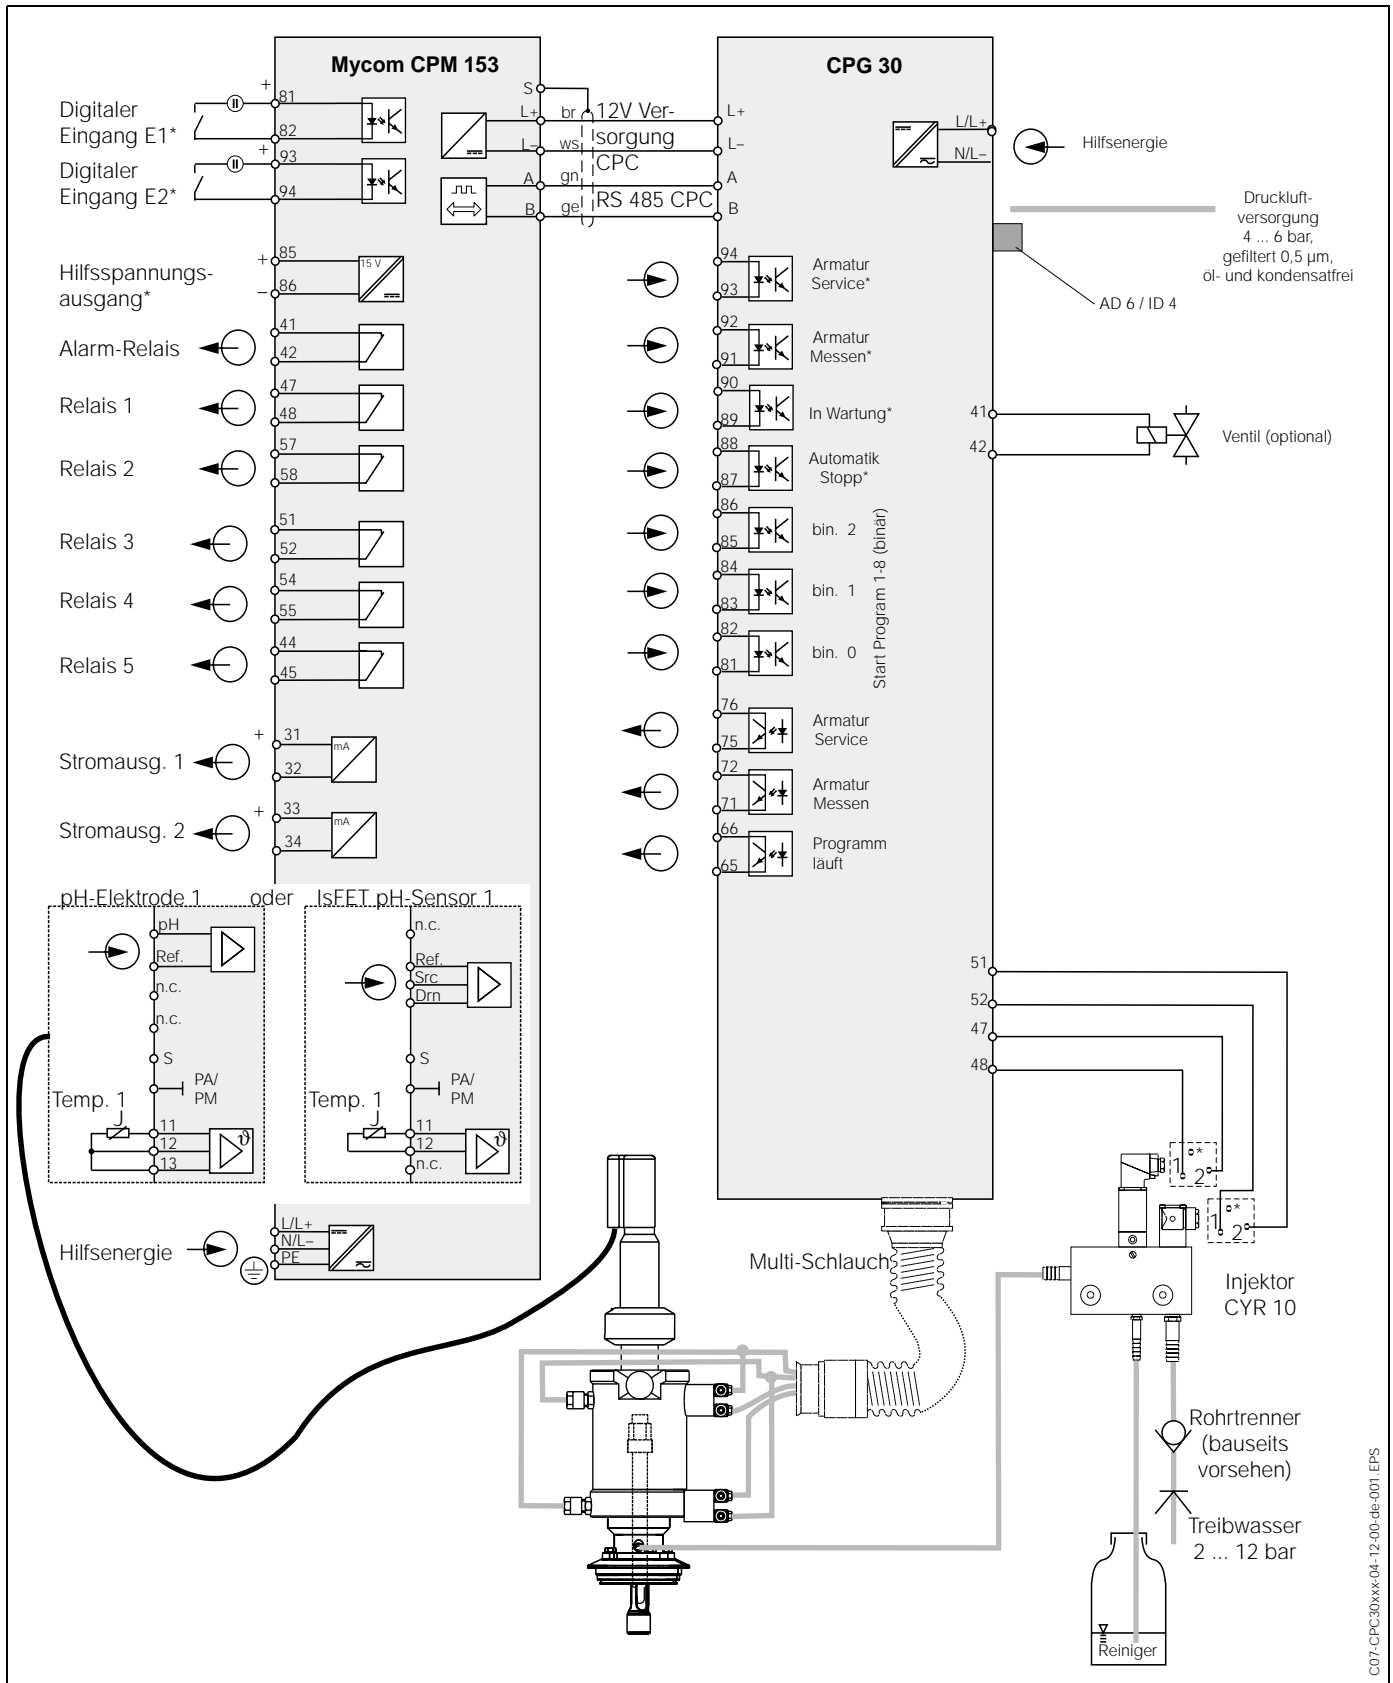 Mycom CPM 153
CPG 30
Digitaler
Eingang E1*
+
81
82
Digitaler
Eingang E2*
+
93
94
S
L+
br
12V Ver-
sorgung
CPC
L+
L–
ws
L–
A
gn
A
RS 485 CPC
B
ge
B
L/L+
N/L–
Hilfsenergie
Druckluft-
versorgung
4 ... 6 bar,
gefiltert 0,5 µm,
öl- und kondensatfrei
AD 6 / ID 4
Hilfsspannungs-
ausgang*
+
85
–
86
15 V
Alarm-Relais
41
42
Relais 1
47
48
Relais 2
57
58
Relais 3
51
52
Relais 4
54
55
Relais 5
44
45
Stromausg. 1
+
31
32
mA
Stromausg. 2
+
33
34
mA
94
93
Armatur
Service*
92
91
Armatur
Messen*
90
89
In Wartung*
88
87
Automatik
Stopp*
86
85
bin. 2
84
83
bin. 1
82
81
bin. 0
Start Program 1-8 (binär)
76
75
Armatur
Service
72
71
Armatur
Messen
66
65
Programm
läuft
41
42
Ventil (optional)
51
52
47
48
pH-Elektrode 1
oder
IsFET pH-Sensor 1
pH
Ref.
n.c.
n.c.
S
PA/
PM
Temp. 1
11
12
13
ϑ
n.c.
Ref.
Src
Drn
S
PA/
PM
Temp. 1
11
12
n.c.
ϑ
Hilfsenergie
L/L+
N/L–
PE
Multi-Schlauch
1
*
2
1
*
2
Injektor
CYR 10
Rohrtrenner
(bauseits
vorsehen)
Treibwasser
2 ... 12 bar
Reiniger
C07-CPC30xxx-04-12-00-de-001.EPS